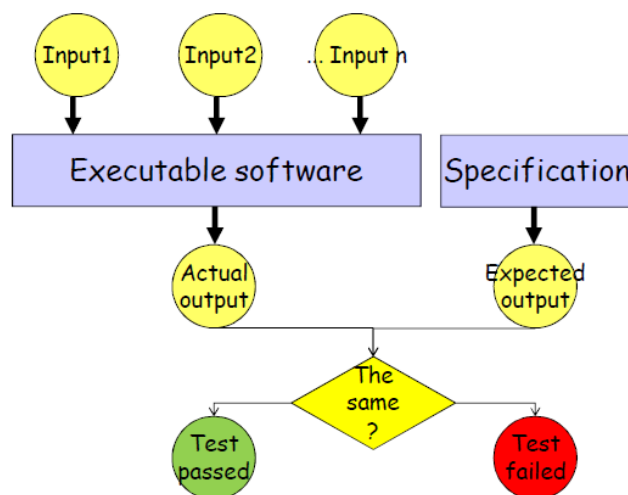 Input1
Input2
... Input n
Executable software
Specification
Actual
output
Expected
output
The
same
?
Test
passed
Test
failed